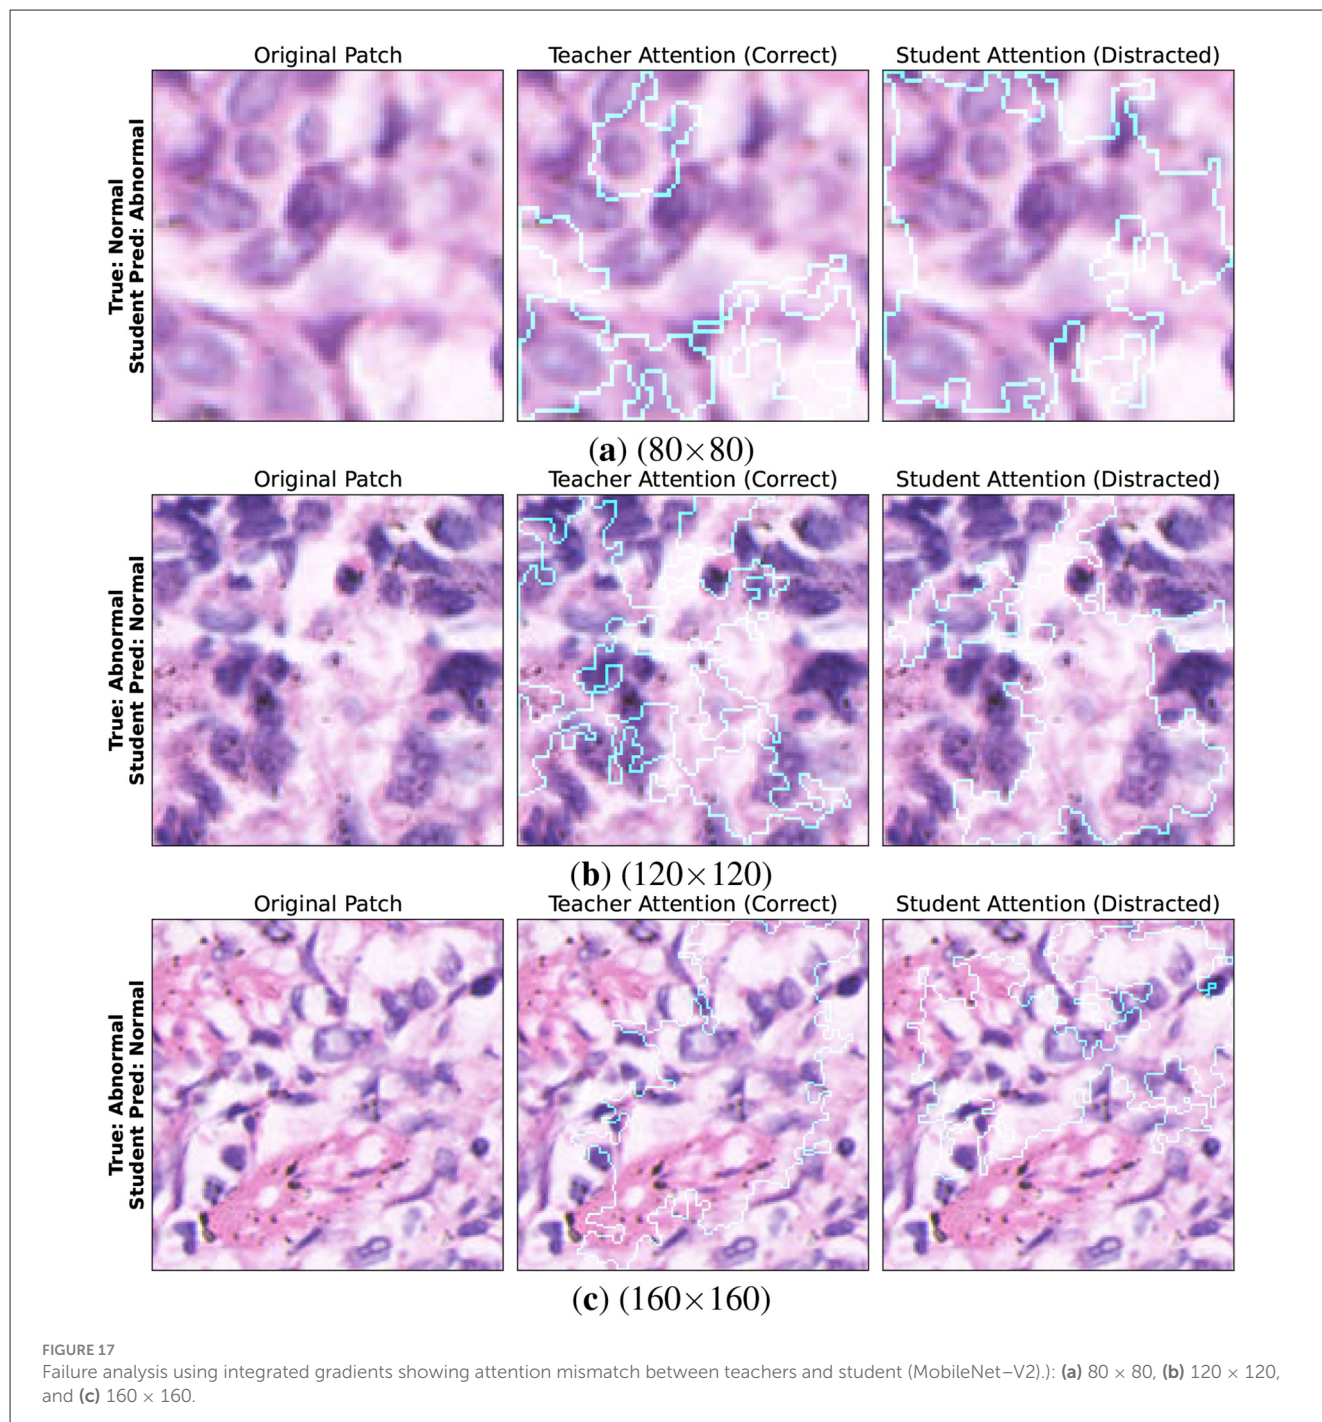 Original Patch Teacher Attention (Correct) Student Attention (Distracted)
True: Normal
Student Pred: Abnormal
(a) (80×80)
Original Patch Teacher Attention (Correct) Student Attention (Distracted)
True: Abnormal
Student Pred: Normal
(b) (120×120)
Original Patch Teacher Attention (Correct) Student Attention (Distracted)
True: Abnormal
Student Pred: Normal
(c) (160×160)
FIGURE 17
Failure analysis using integrated gradients showing attention mismatch between teachers and student (MobileNet–V2).): (a) 80 × 80, (b) 120 × 120,
and (c) 160 × 160.